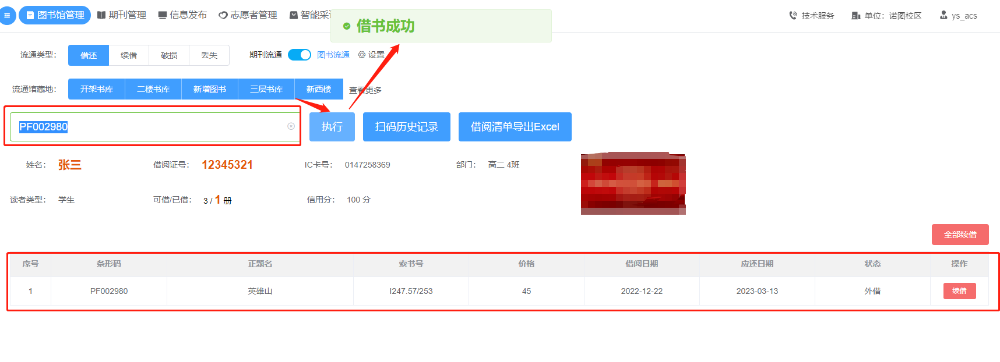 图书馆管理 期刊管理 信息发布 志愿者管理 智能采 技术服务 单位：诺图校区 ys_acs
借书成功
流通类型： 借还 续借 破损 丢失 期刊流通 图书流通 设置
流通馆藏地： 开架书库 二楼书库 新增图书 三层书库 新西楼 查看更多
PF002980 执行 扫码历史记录 借阅清单导出Excel
姓名： 张三 借阅证号： 12345321 IC卡号： 0147258369 部门： 高二 4班
读者类型： 学生 可借/已借： 3 / 1 册 信用分： 100 分
全部续借
序号 条形码 正题名 索书号 价格 借阅日期 应还日期 状态 操作
1 PF002980 英雄山 I247.57/253 45 2022-12-22 2023-03-13 外借 续借